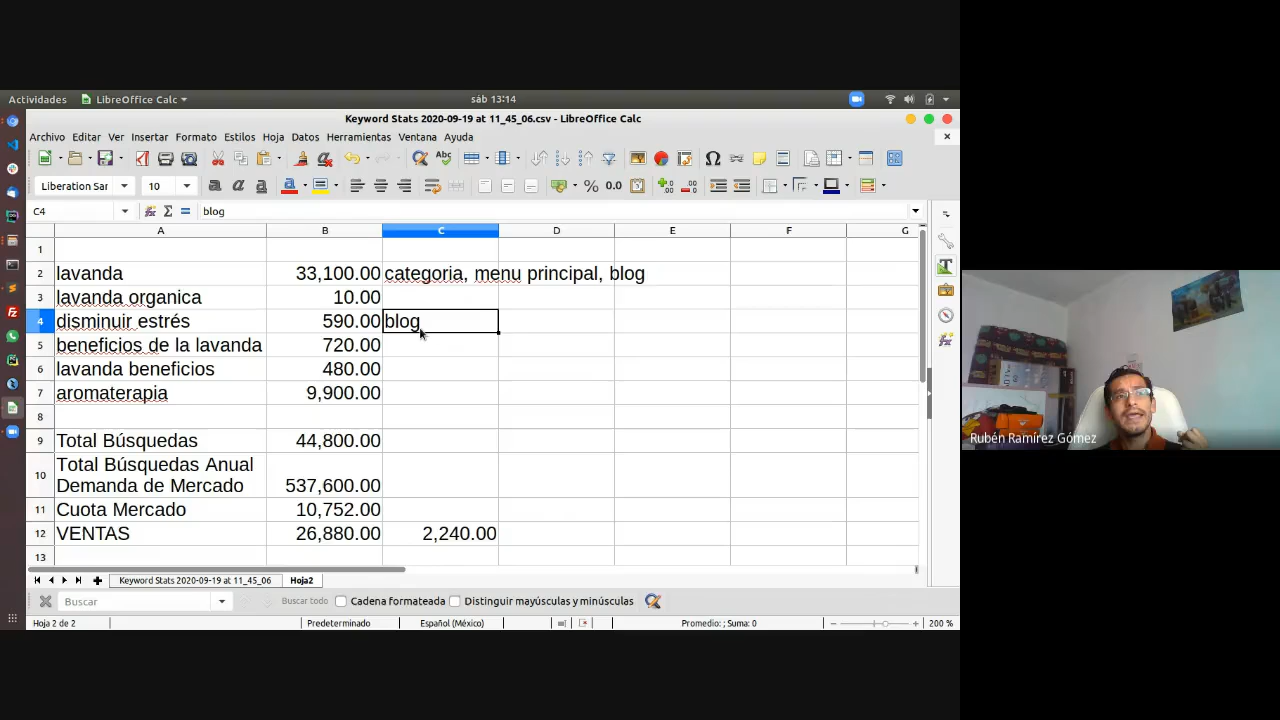 Actividades LibreOffice Calc sáb 13:14
Keyword Stats 2020-09-19 at 11_45_06.csv - LibreOffice Calc
Archivo Editar Ver Insertar Formato Estilos Hoja Datos Herramientas Ventana Ayuda
Liberation Sar 10
C4 blog
A B C D E F G
1
2 lavanda 33,100.00 categoria, menu principal, blog
3 lavanda organica 10.00
4 disminuir estrés 590.00 blog
5 beneficios de la lavanda 720.00
6 lavanda beneficios 480.00
7 aromaterapia 9,900.00
8
9 Total Búsquedas 44,800.00
Total Búsquedas Anual
10 Demanda de Mercado 537,600.00
11 Cuota Mercado 10,752.00
12 VENTAS 26,880.00 2,240.00
13
Keyword Stats 2020-09-19 at 11_45_06 Hoja2
Buscar Buscar todo Cadena formateada Distinguir mayúsculas y minúsculas
Hoja 2 de 2 Predeterminado Español (México) Promedio: ; Suma: 0 200 %
Rubén Ramírez Gómez